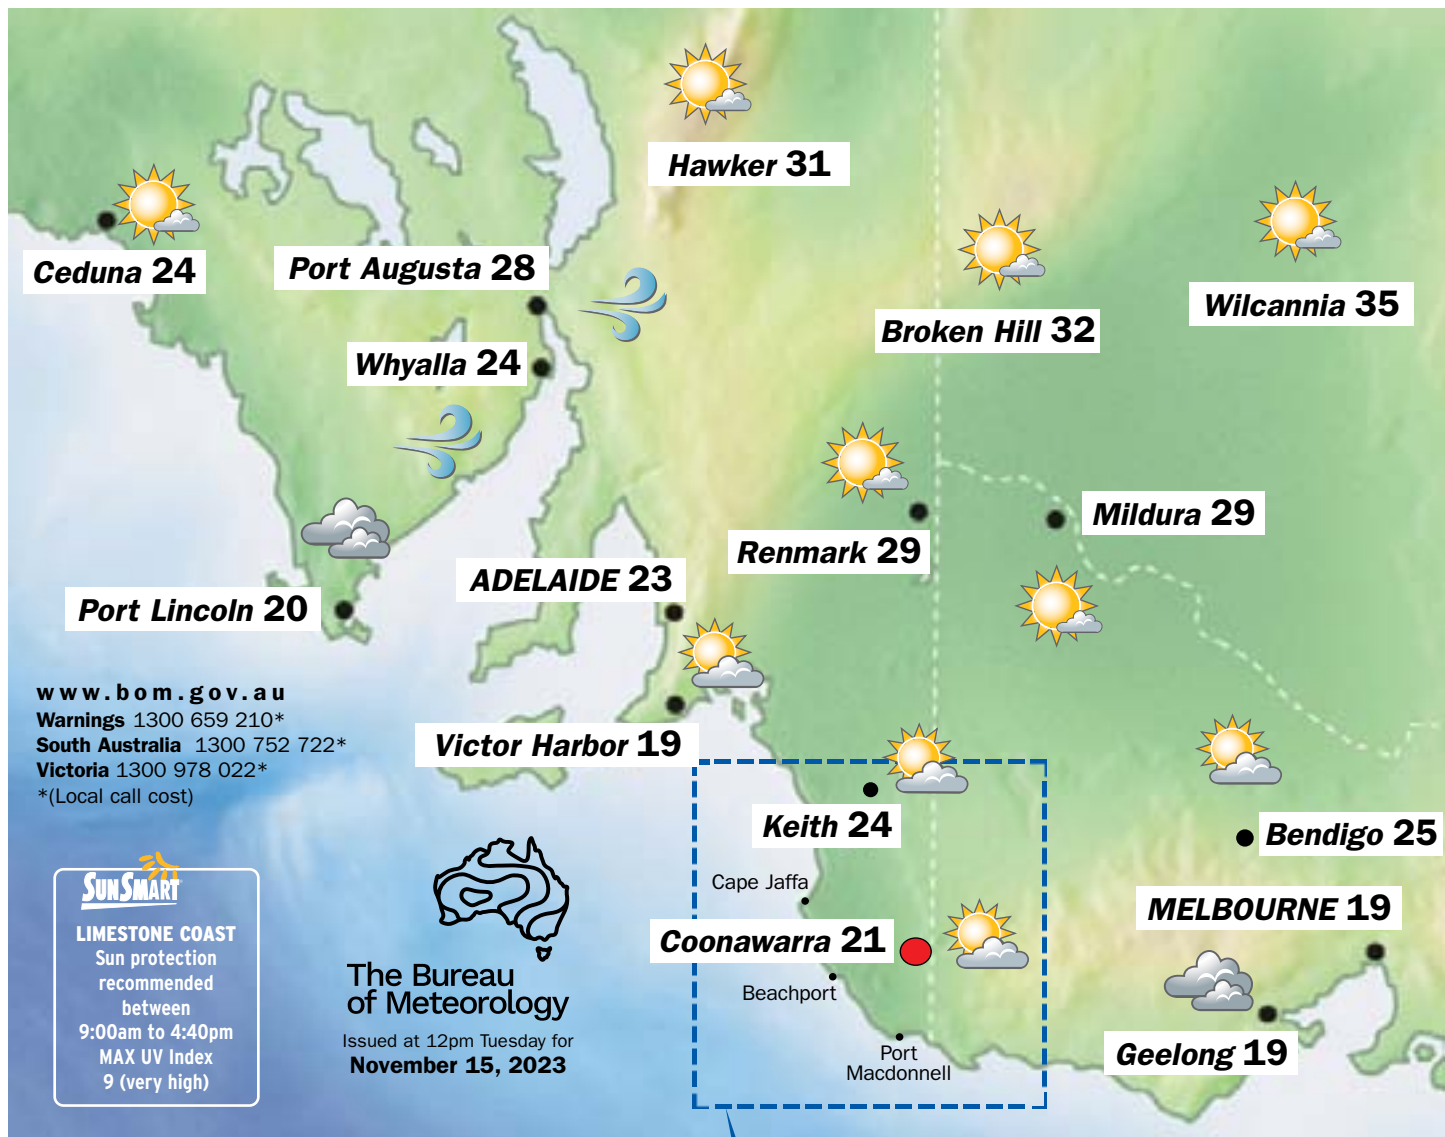 Hawker 31
Ceduna 24
Port Augusta 28
Wilcannia 35
Broken Hill 32
Whyalla 24
Mildura 29
Renmark 29
ADELAIDE 23
Port Lincoln 20
www.bom.gov.au
Warnings 1300 659 210*
South Australia 1300 752 722*
Victoria 1300 978 022*
*(Local call cost)
Victor Harbor 19
Keith 24
Bendigo 25
Cape Jaffa
MELBOURNE 19
Coonawarra 21
Beachport
Port
Macdonnell
Geelong 19
SUNSMART
LIMESTONE COAST
Sun protection
recommended
between
9:00am to 4:40pm
MAX UV Index
9 (very high)
The Bureau
of Meteorology
Issued at 12pm Tuesday for
November 15, 2023